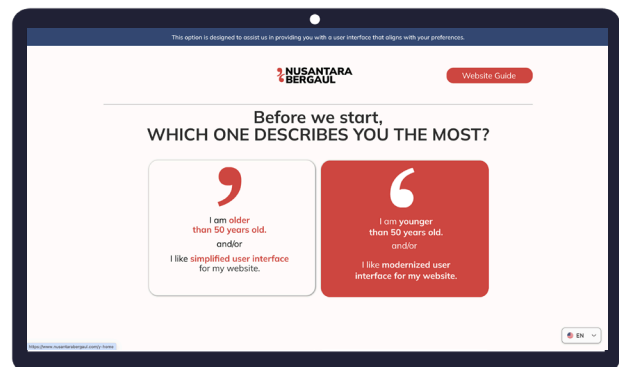 This option is designed to assist us in providing you with a user interface that aligns with your preferences.
NUSANTARA
BERGAUL
Website Guide
Before we start,
WHICH ONE DESCRIBES YOU THE MOST?
I am older
than 50 years old.
and/or
I like simplified user interface
for my website.
I am younger
than 50 years old.
and/or
I like modernized user
interface for my website.
EN
https://www.nusantarabergaul.com/y-home